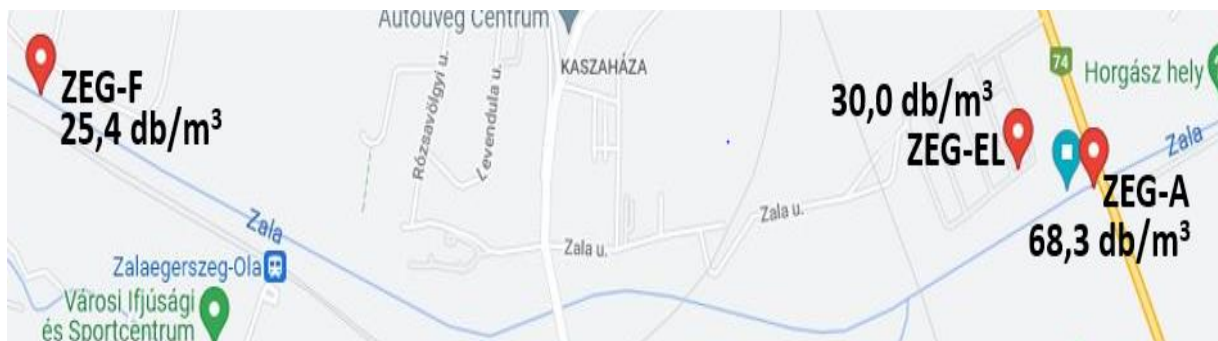 Autóüveg Centrum
KASZAHÁZA
74
Horgász hely
ZEG-F
25,4 db/m³
Rózsavölgyi u.
Levendula u.
30,0 db/m³
ZEG-EL
Zala
ZEG-A
68,3 db/m³
Zala
Zala u.
Zala u.
Zalaegerszeg-Ola
Városi Ifjúsági
és Sportcentrum